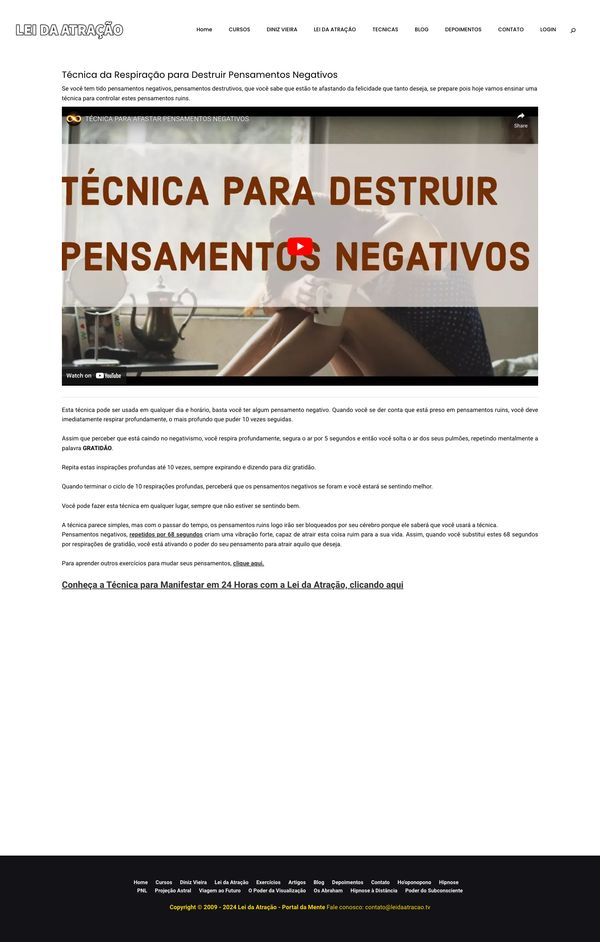 LEI DA ATRAÇÃO
Home CURSOS DINIZ VIEIRA LEI DA ATRAÇÃO TECNICAS BLOG DEPOIMENTOS CONTATO LOGIN
Técnica da Respiração para Destruir Pensamentos Negativos
Se você tem tido pensamentos negativos, pensamentos destrutivos, que você sabe que estão te afastando da felicidade que tanto deseja, se prepare pois hoje vamos ensinar uma
técnica para controlar estes pensamentos ruins.
TÉCNICA PARA AFASTAR PENSAMENTOS NEGATIVOS
Share
TÉCNICA PARA DESTRUIR
PENSAMENTOS NEGATIVOS
Watch on YouTube
Esta técnica pode ser usada em qualquer dia e horário, basta você ter algum pensamento negativo. Quando você se der conta que está preso em pensamentos ruins, você deve
imediatamente respirar profundamente, o mais profundo que puder 10 vezes seguidas.
Assim que perceber que está caindo no negativismo, você respira profundamente, segura o ar por 5 segundos e então você solta o ar dos seus pulmões, repetindo mentalmente a
palavra GRATIDÃO.
Repita estas inspirações profundas até 10 vezes, sempre expirando e dizendo para diz gratidão.
Quando terminar o ciclo de 10 respirações profundas, perceberá que os pensamentos negativos se foram e você estará se sentindo melhor.
Você pode fazer esta técnica em qualquer lugar, sempre que não estiver se sentindo bem.
A técnica parece simples, mas com o passar do tempo, os pensamentos ruins logo irão ser bloqueados por seu cérebro porque ele saberá que você usará a técnica.
Pensamentos negativos, repetidos por 68 segundos criam uma vibração forte, capaz de atrair esta coisa ruim para a sua vida. Assim, quando você substitui estes 68 segundos
por respirações de gratidão, você está ativando o poder do seu pensamento para atrair aquilo que deseja.
Para aprender outros exercícios para mudar seus pensamentos, clique aqui.
Conheça a Técnica para Manifestar em 24 Horas com a Lei da Atração, clicando aqui
Home Cursos Diniz Vieira Lei da Atração Exercícios Artigos Blog Depoimentos Contato Ho'oponopono Hipnose
PNL Projeção Astral Viagem ao Futuro O Poder da Visualização Os Abraham Hipnose à Distância Poder do Subconsciente
Copyright © 2009 - 2024 Lei da Atração - Portal da Mente Fale conosco: contato@leidaatracao.tv